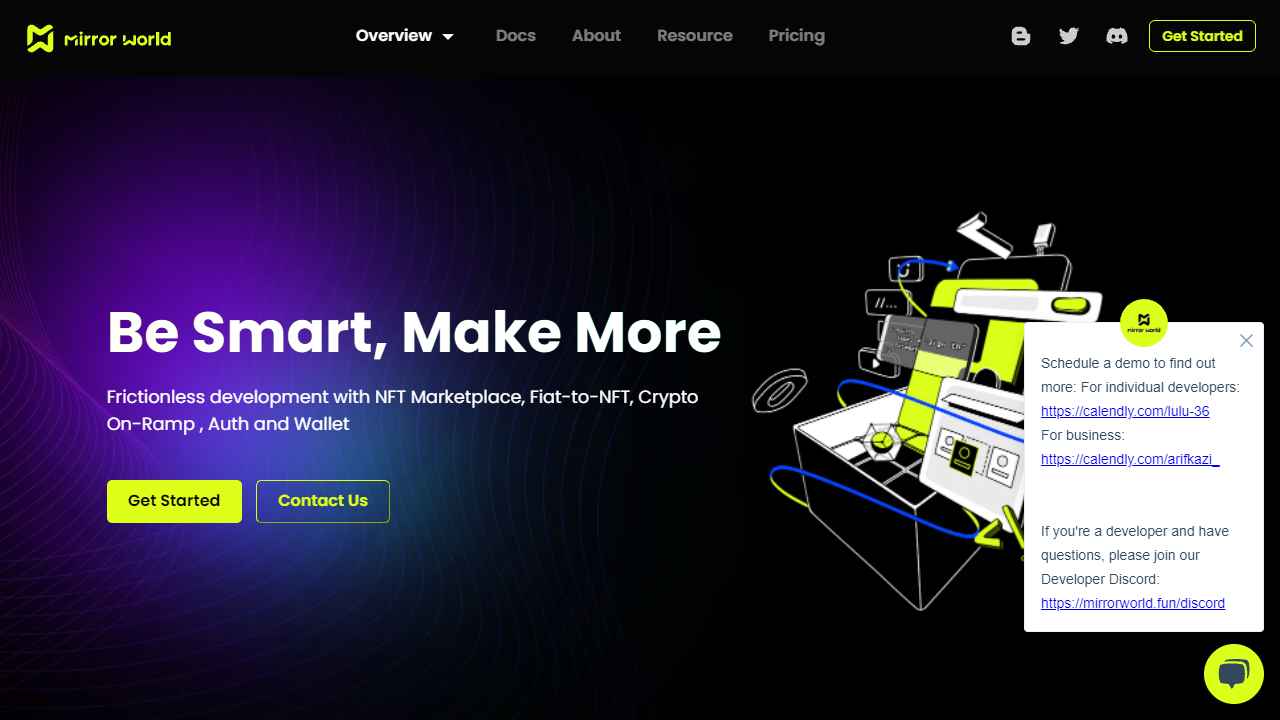 mirror world
Overview
Docs
About
Resource
Pricing
Get Started
Be Smart, Make More
Frictionless development with NFT Marketplace, Fiat-to-NFT, Crypto
On-Ramp , Auth and Wallet
Get Started
Contact Us
//...
mirror world
Schedule a demo to find out
more: For individual developers:
https://calendly.com/lulu-36
For business:
https://calendly.com/arifkazi_
If you're a developer and have
questions, please join our
Developer Discord:
https://mirrorworld.fun/discord